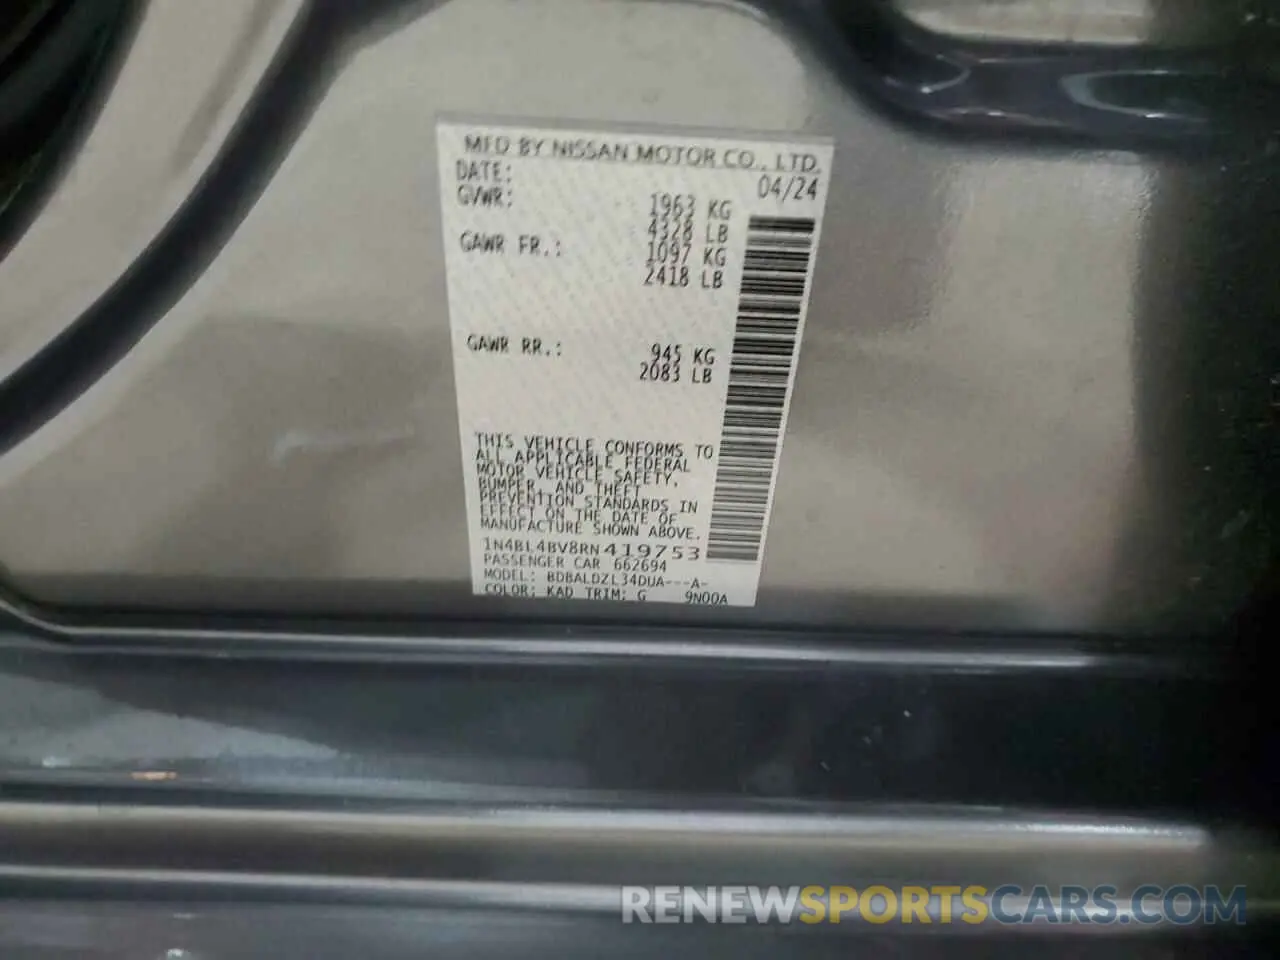 MFD BY NISSAN MOTOR CO., LTD.
DATE: 04/24
GVWR: 1963 KG
4328 LB
GAWR FR.: 1097 KG
2418 LB
GAWR RR.: 945 KG
2083 LB
THIS VEHICLE CONFORMS TO
ALL APPLICABLE FEDERAL
MOTOR VEHICLE SAFETY,
BUMPER, AND THEFT
PREVENTION STANDARDS IN
EFFECT ON THE DATE OF
MANUFACTURE SHOWN ABOVE.
1N4BL4BV8RN419753
PASSENGER CAR 662694
MODEL: BDBALDZL34DUA---A-
COLOR: KAD TRIM: G 9N00A
RENEWSPORTSCARS.COM